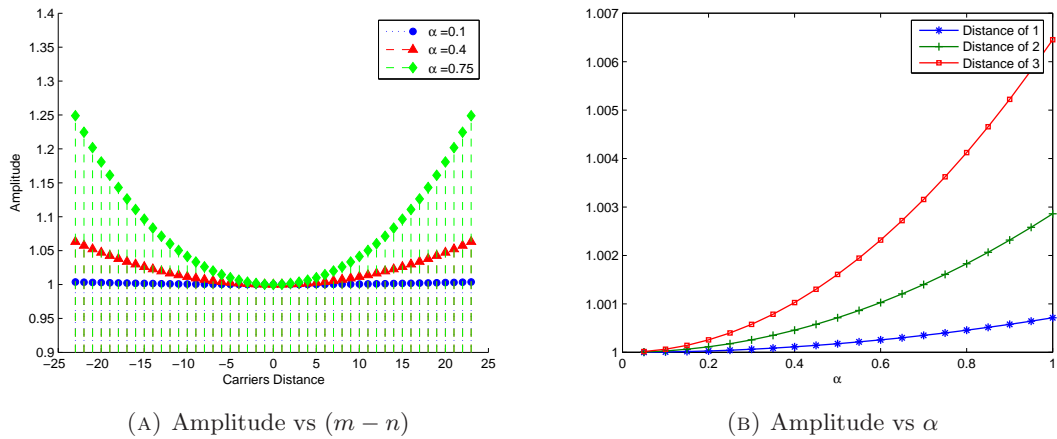 1.4
1.35
1.3
1.25
1.2
1.15
1.1
1.05
1
0.95
0.9
Amplitude
−25 −20 −15 −10 −5 0 5 10 15 20 25
Carriers Distance
α =0.1
α =0.4
α =0.75
(A) Amplitude vs (m − n)
1.007
1.006
1.005
1.004
1.003
1.002
1.001
1
0 0.2 0.4 0.6 0.8 1
α
Distance of 1
Distance of 2
Distance of 3
(B) Amplitude vs α